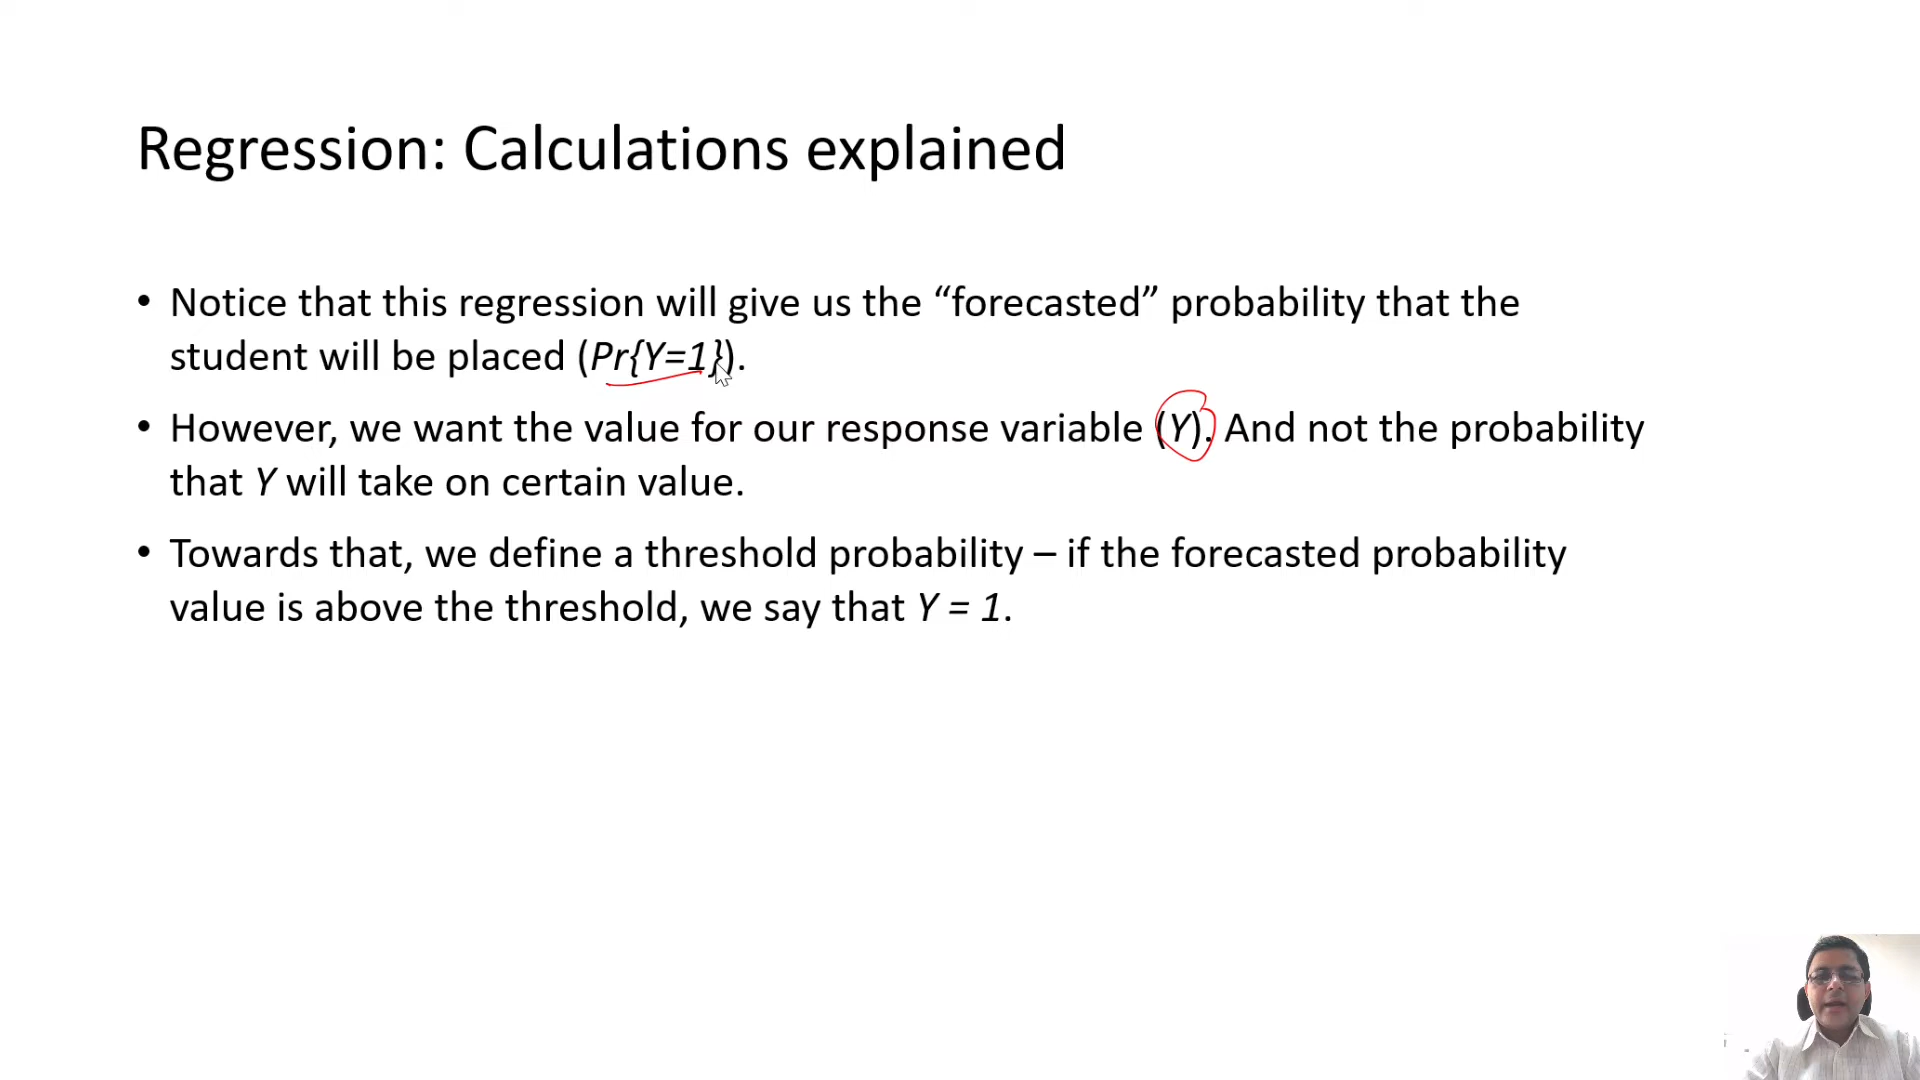 Regression: Calculations explained
• Notice that this regression will give us the “forecasted” probability that the
student will be placed (Pr{Y=1}).
• However, we want the value for our response variable (Y). And not the probability
that Y will take on certain value.
• Towards that, we define a threshold probability – if the forecasted probability
value is above the threshold, we say that Y = 1.